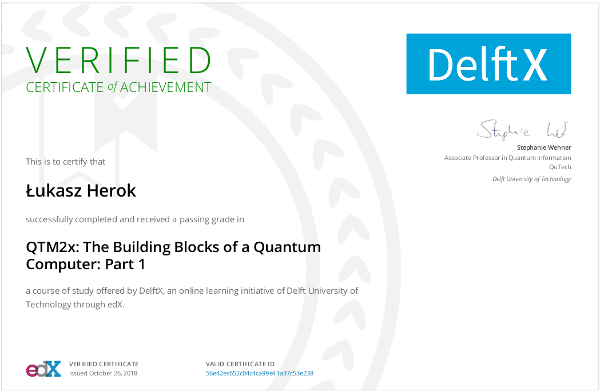 VERIFIED
CERTIFICATE of ACHIEVEMENT
DelftX
Stephanie Wehner
Associate Professor in Quantum Information
QuTech
Delft University of Technology
This is to certify that
Łukasz Herok
successfully completed and received a passing grade in
QTM2x: The Building Blocks of a Quantum
Computer: Part 1
a course of study offered by DelftX, an online learning initiative of Delft University of
Technology through edX.
edX
VERIFIED CERTIFICATE
Issued October 26, 2018
VALID CERTIFICATE ID